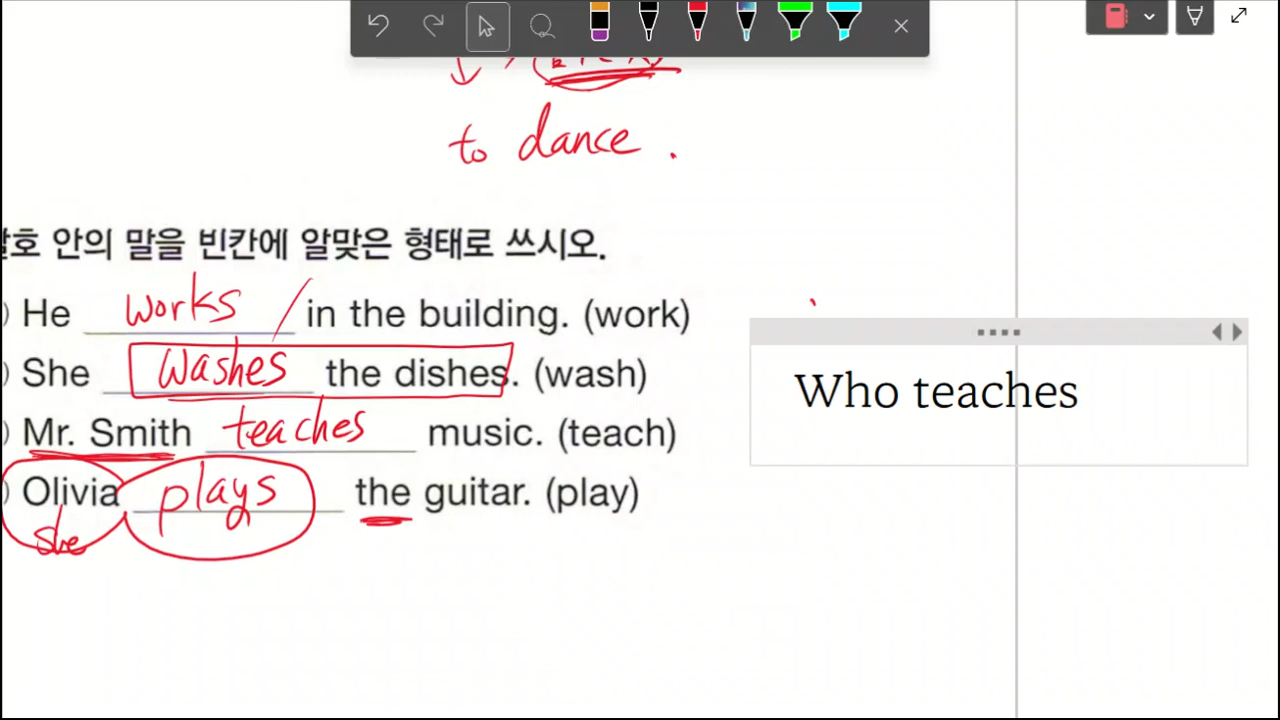 to dance .
괄호 안의 말을 빈칸에 알맞은 형태로 쓰시오.
) He works / in the building. (work)
) She washes the dishes. (wash)
) Mr. Smith teaches music. (teach)
) Olivia plays the guitar. (play)
she
Who teaches